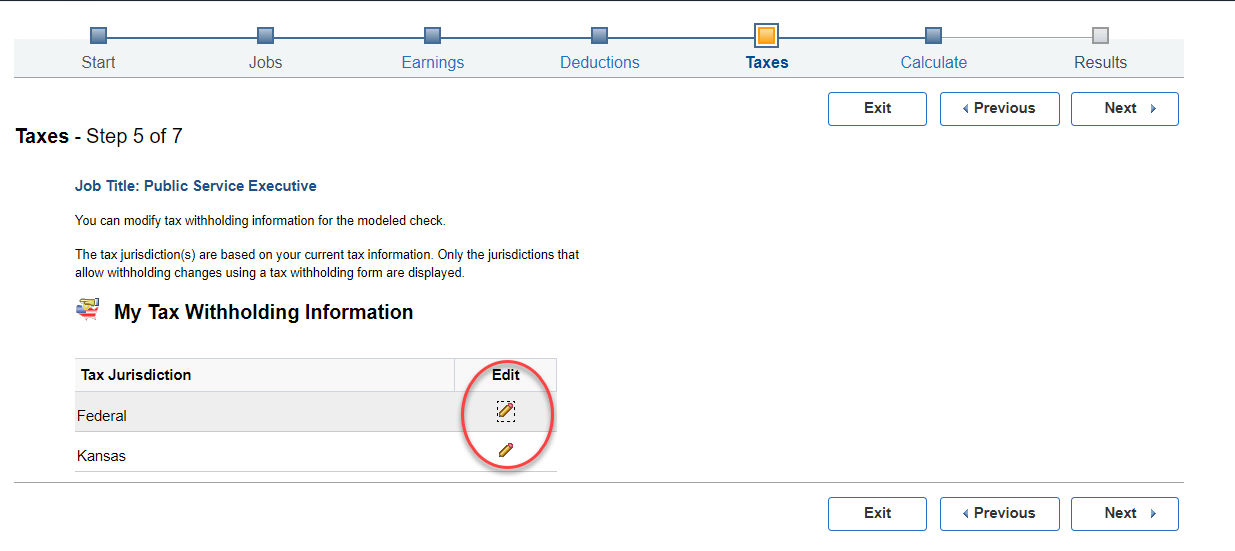 Start Jobs Earnings Deductions Taxes Calculate Results
Exit Previous Next
Taxes - Step 5 of 7
Job Title: Public Service Executive
You can modify tax withholding information for the modeled check.
The tax jurisdiction(s) are based on your current tax information. Only the jurisdictions that
allow withholding changes using a tax withholding form are displayed.
My Tax Withholding Information
Tax Jurisdiction Edit
Federal
Kansas
Exit Previous Next